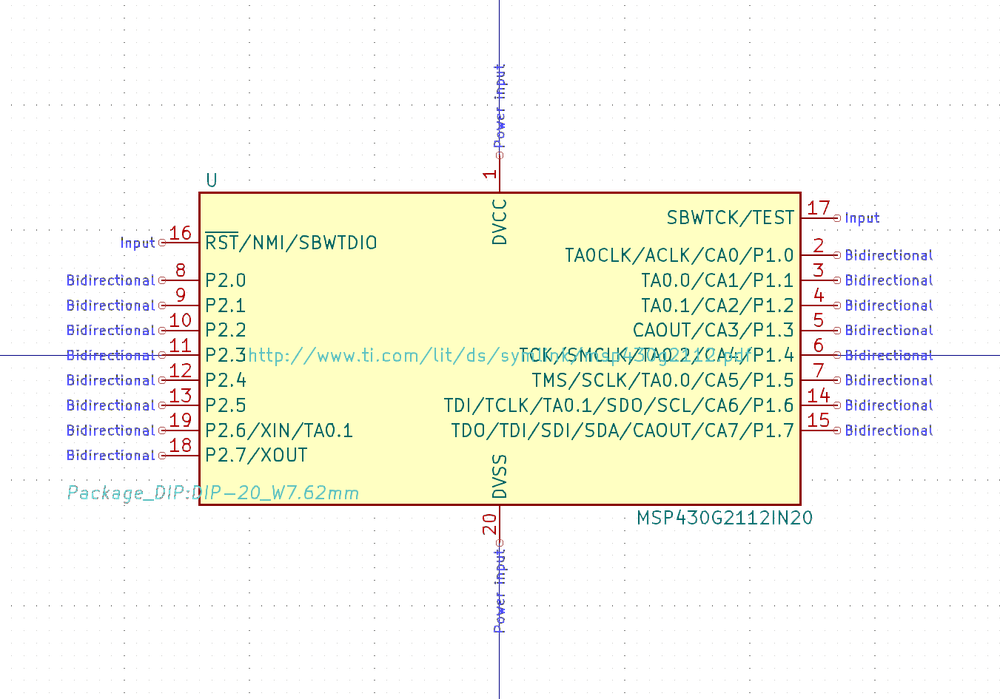 Power input
1
U
DVCC
17 SBWTCK/TEST Input
Input 16 RST/NMI/SBWTDIO
TA0CLK/ACLK/CA0/P1.0 2 Bidirectional
Bidirectional 8 P2.0 TA0.0/CA1/P1.1 3 Bidirectional
Bidirectional 9 P2.1 TA0.1/CA2/P1.2 4 Bidirectional
Bidirectional 10 P2.2 CAOUT/CA3/P1.3 5 Bidirectional
Bidirectional 11 P2.3 http://www.ti.com/lit/ds/symlink/msp430g2112.pdf TCK/SMCLK/TA0.2/CA4/P1.4 6 Bidirectional
Bidirectional 12 P2.4 TMS/SCLK/TA0.0/CA5/P1.5 7 Bidirectional
Bidirectional 13 P2.5 TDI/TCLK/TA0.1/SDO/SCL/CA6/P1.6 14 Bidirectional
Bidirectional 19 P2.6/XIN/TA0.1 TDO/TDI/SDI/SDA/CAOUT/CA7/P1.7 15 Bidirectional
Bidirectional 18 P2.7/XOUT
DVSS
Package_DIP:DIP-20_W7.62mm
MSP430G2112IN20
20
Power input